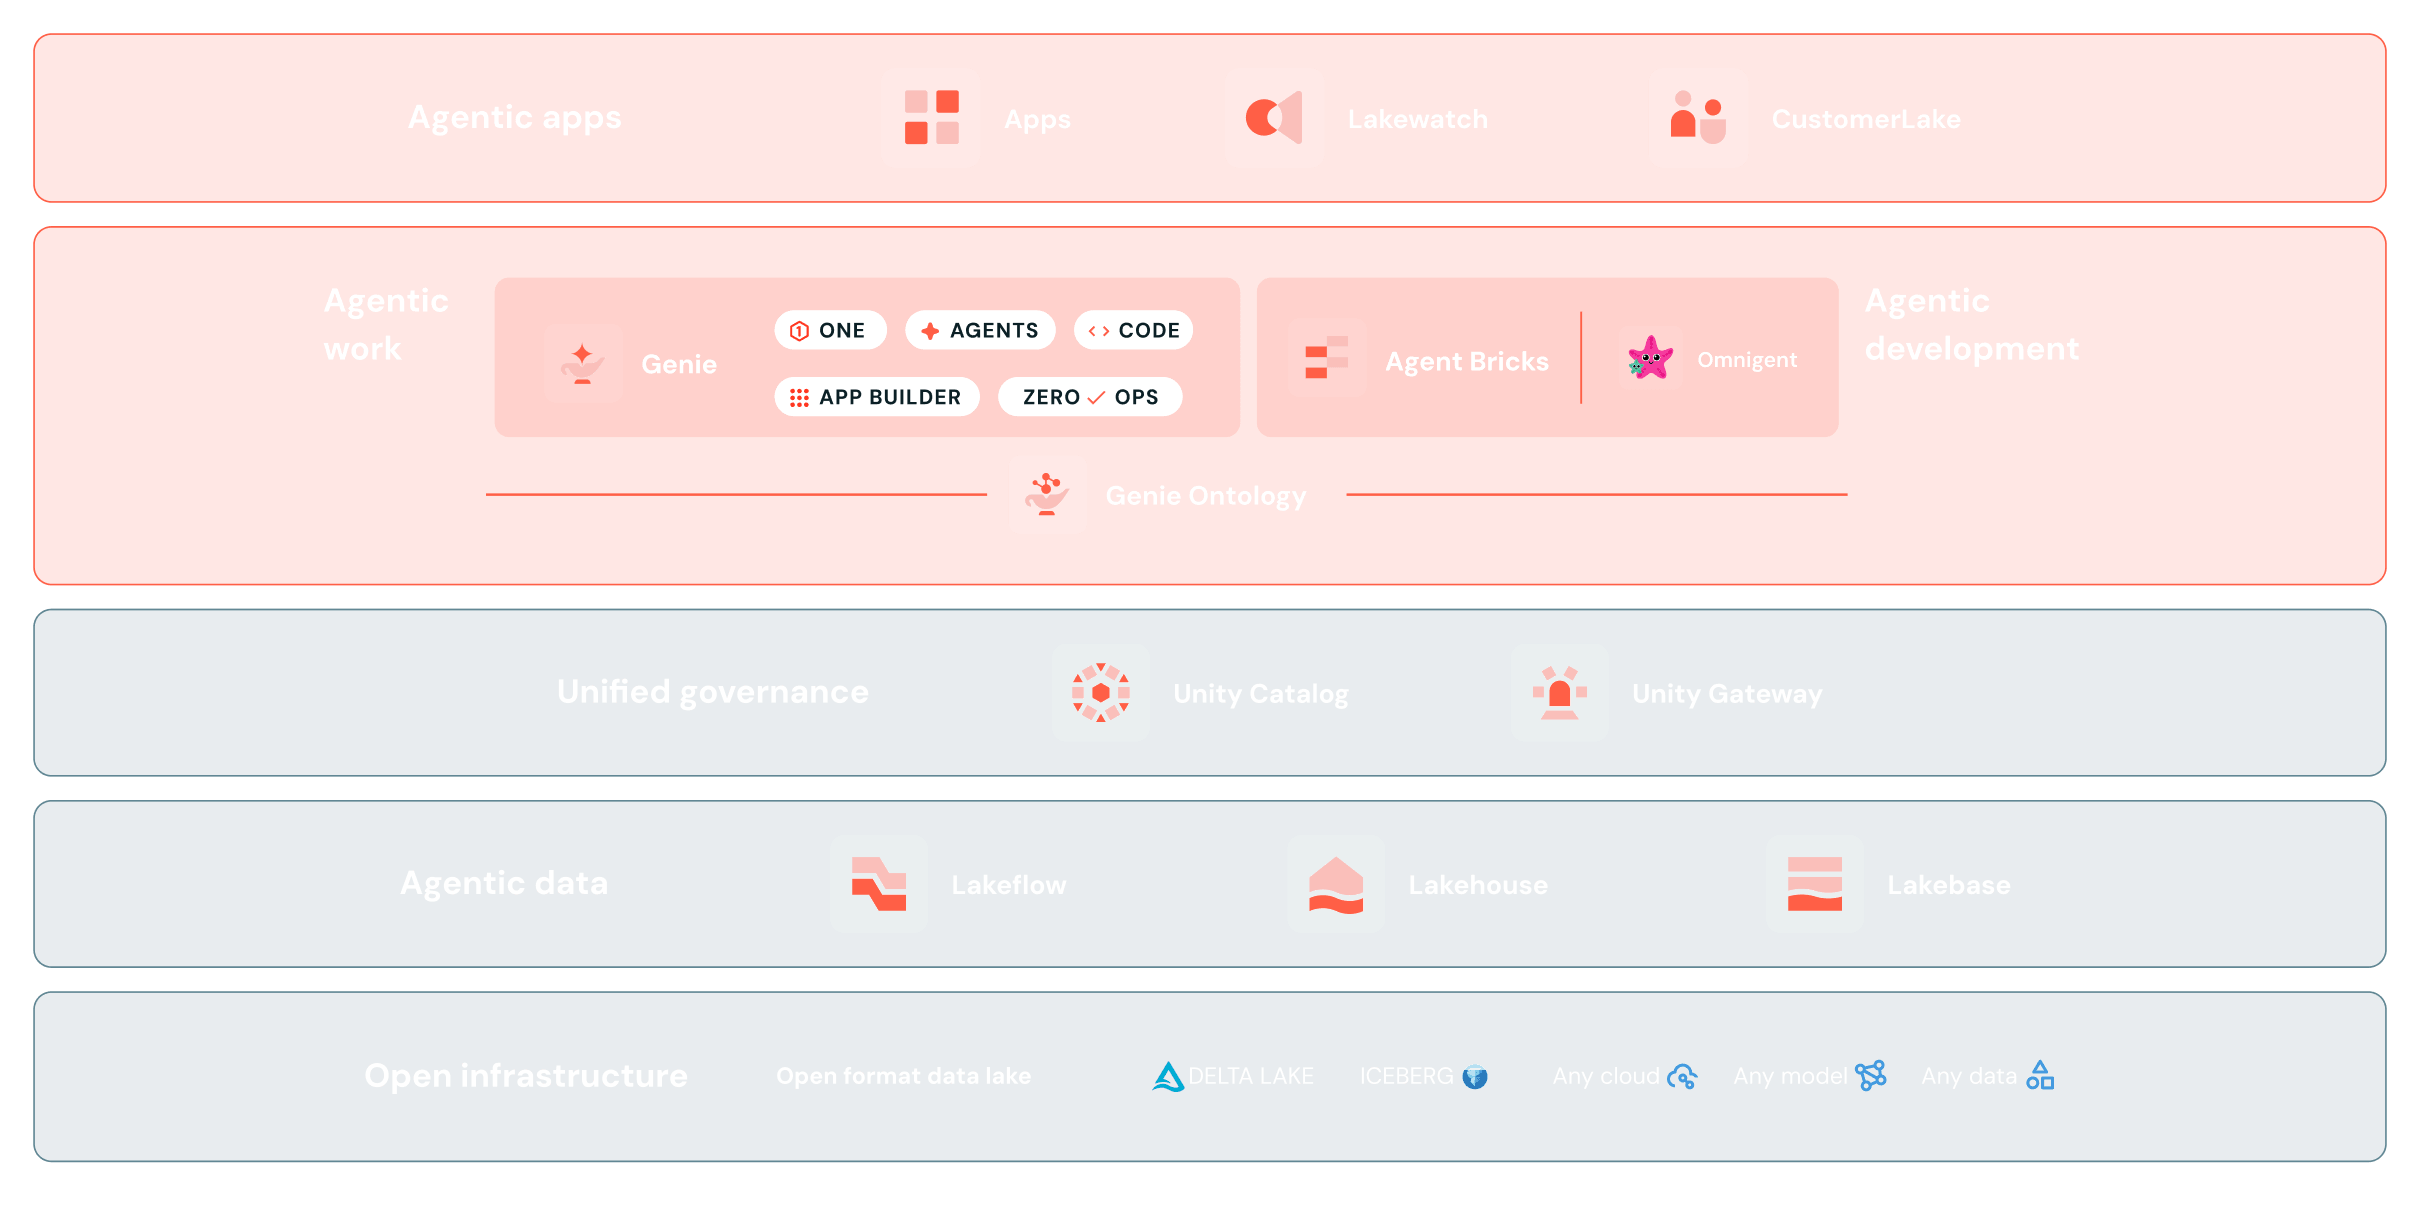 Agentic apps
Apps
Lakewatch
CustomerLake
Agentic
work
Genie
ONE
AGENTS
CODE
APP BUILDER
ZERO OPS
Agent Bricks
Omnigent
Agentic
development
Genie Ontology
Unified governance
Unity Catalog
Unity Gateway
Agentic data
Lakeflow
Lakehouse
Lakebase
Open infrastructure
Open format data lake
DELTA LAKE
ICEBERG
Any cloud
Any model
Any data